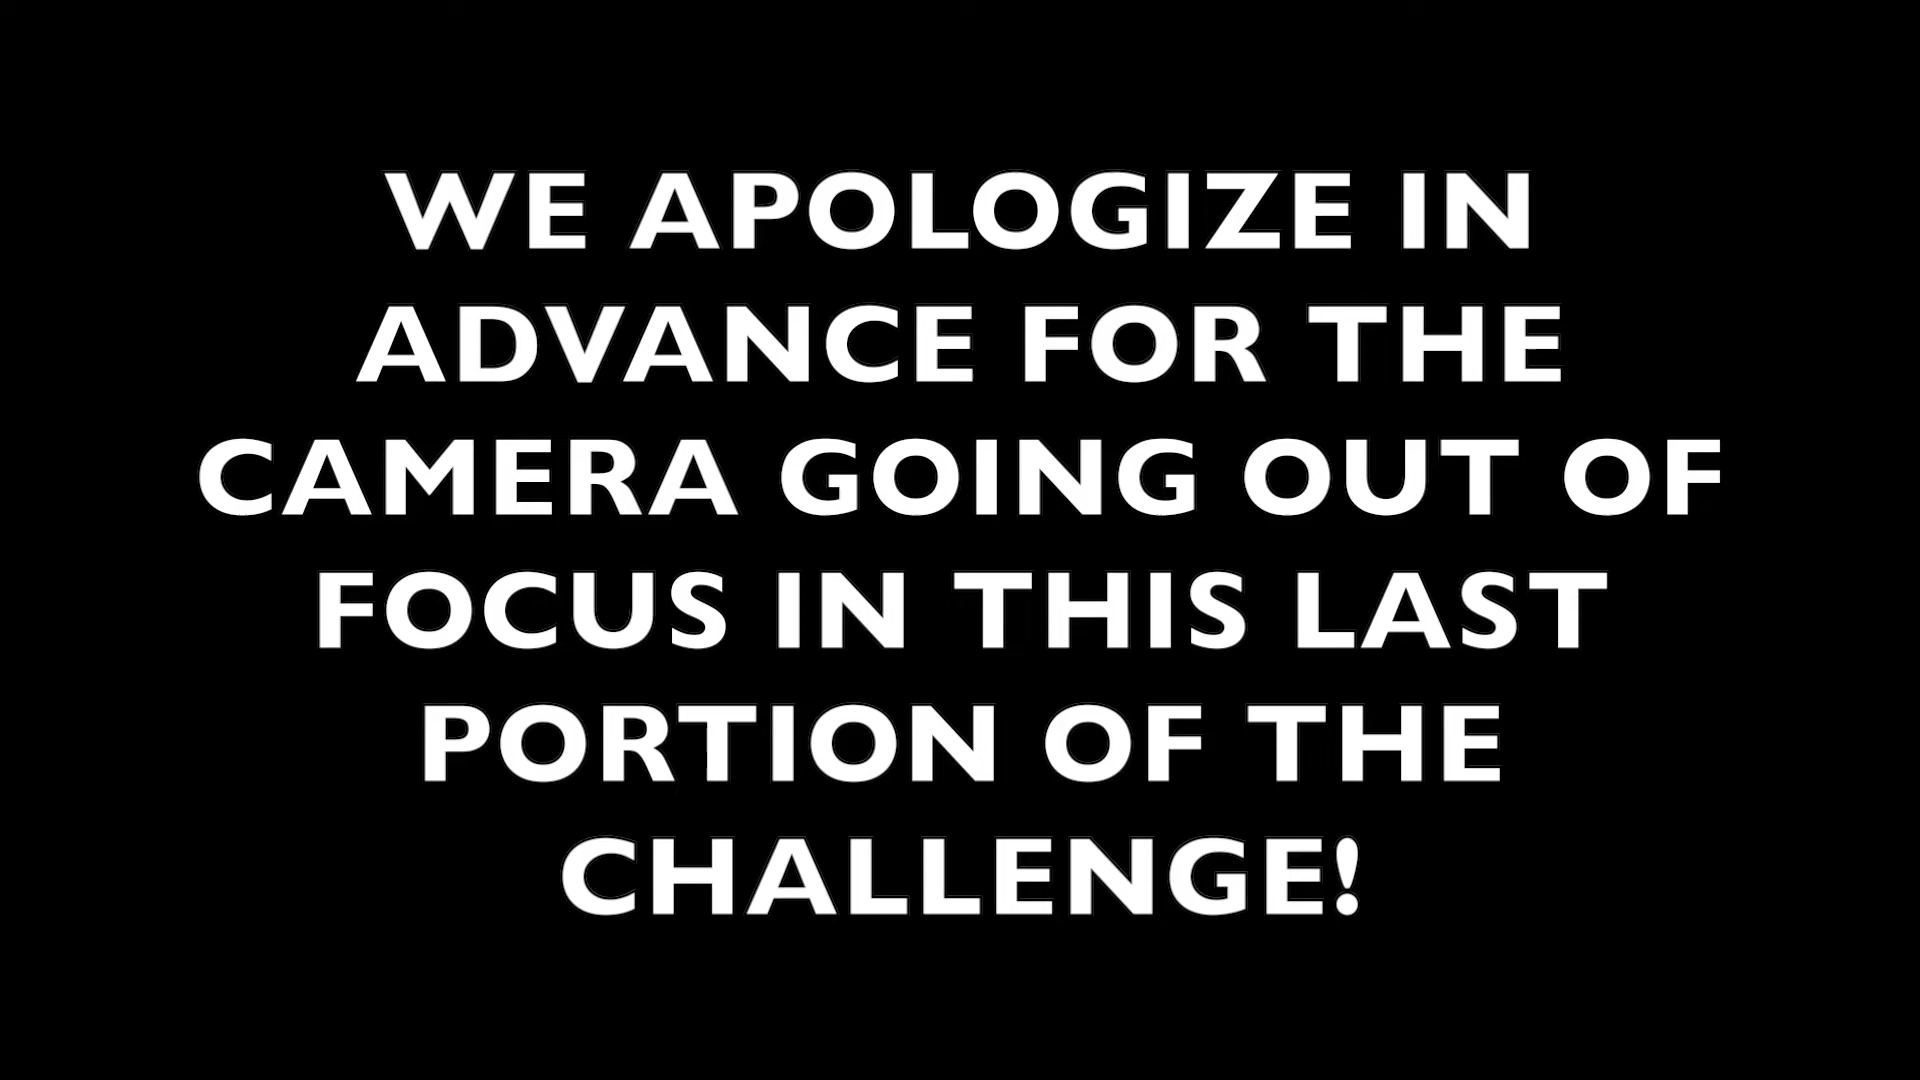 WE APOLOGIZE IN
ADVANCE FOR THE
CAMERA GOING OUT OF
FOCUS IN THIS LAST
PORTION OF THE
CHALLENGE!